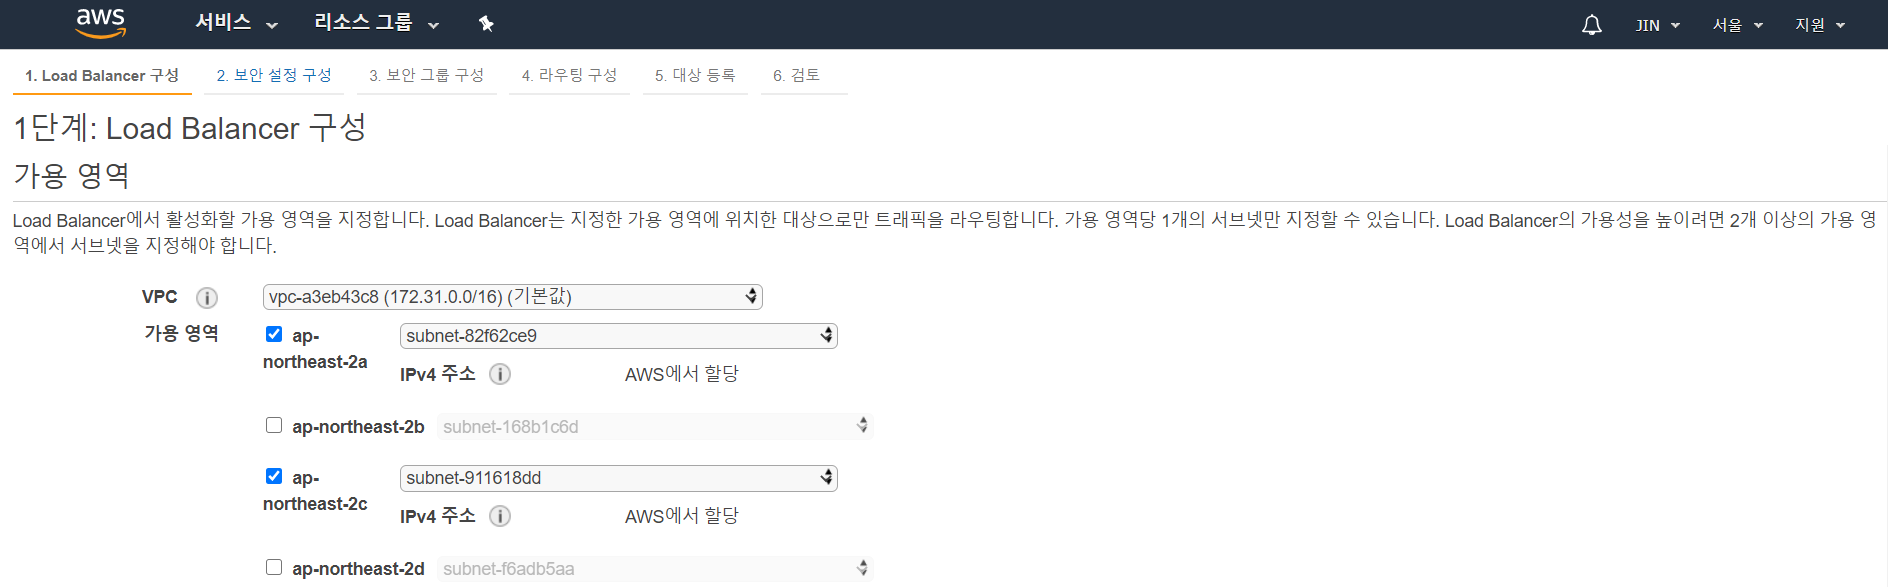 aws 서비스 리소스 그룹 JIN 서울 지원
1. Load Balancer 구성 2. 보안 설정 구성 3. 보안 그룹 구성 4. 라우팅 구성 5. 대상 등록 6. 검토
1단계: Load Balancer 구성
가용 영역
Load Balancer에서 활성화할 가용 영역을 지정합니다. Load Balancer는 지정한 가용 영역에 위치한 대상으로만 트래픽을 라우팅합니다. 가용 영역당 1개의 서브넷만 지정할 수 있습니다. Load Balancer의 가용성을 높이려면 2개 이상의 가용 영
역에서 서브넷을 지정해야 합니다.
VPC i vpc-a3eb43c8 (172.31.0.0/16) (기본값)
가용 영역 ap- subnet-82f62ce9
northeast-2a
IPv4 주소 i AWS에서 할당
ap-northeast-2b subnet-168b1c6d
ap- subnet-911618dd
northeast-2c
IPv4 주소 i AWS에서 할당
ap-northeast-2d subnet-f6adb5aa